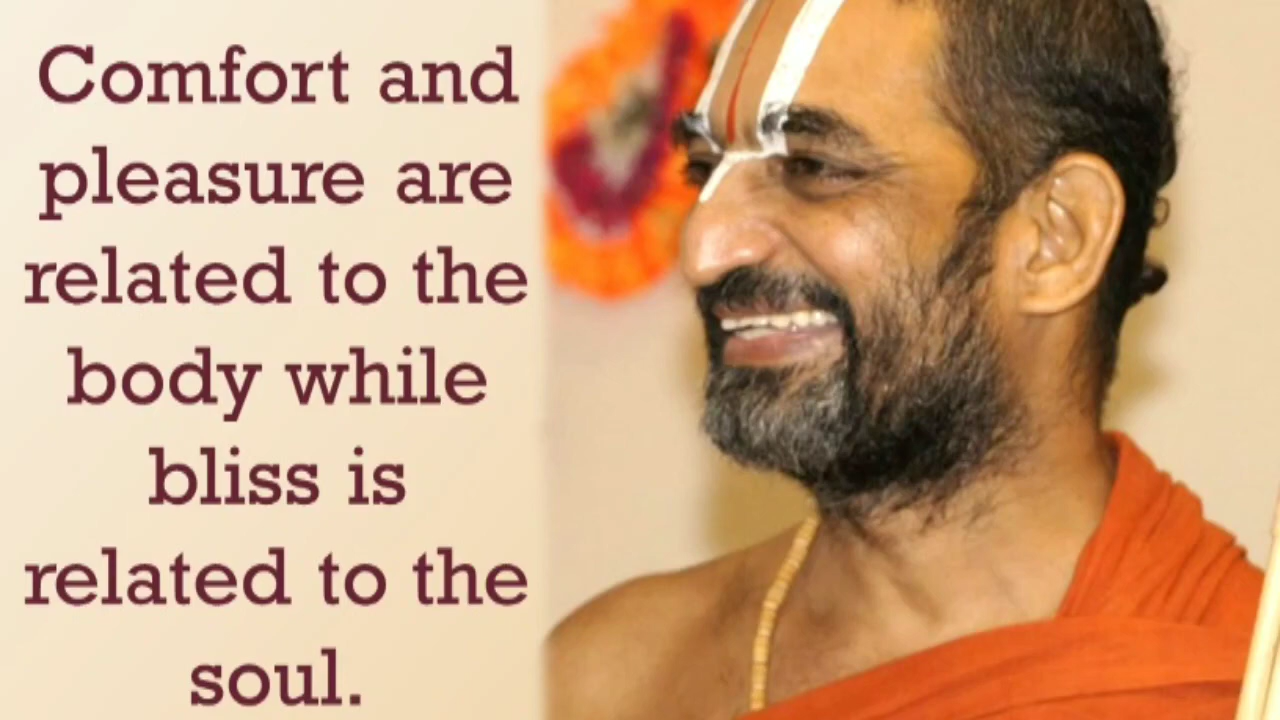 Comfort and
pleasure are
related to the
body while
bliss is
related to the
soul.